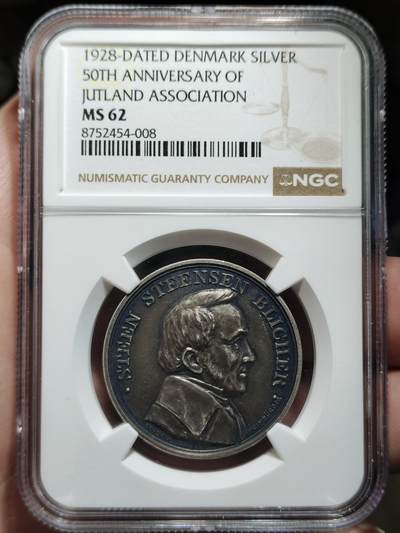 1928-DATED DENMARK SILVER
50TH ANNIVERSARY OF
JUTLAND ASSOCIATION
MS 62
8752454-008
NUMISMATIC GUARANTY COMPANY
NGC
· STEEN STEENSEN BLICHER ·